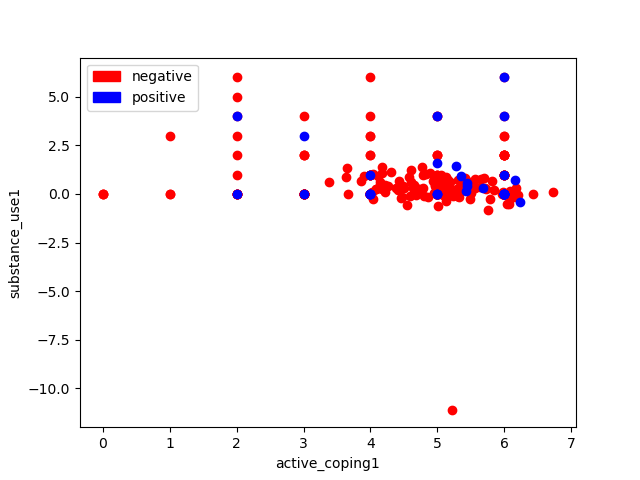 negative
positive
5.0
2.5
0.0
−2.5
−5.0
−7.5
−10.0
substance_use1
0 1 2 3 4 5 6 7
active_coping1